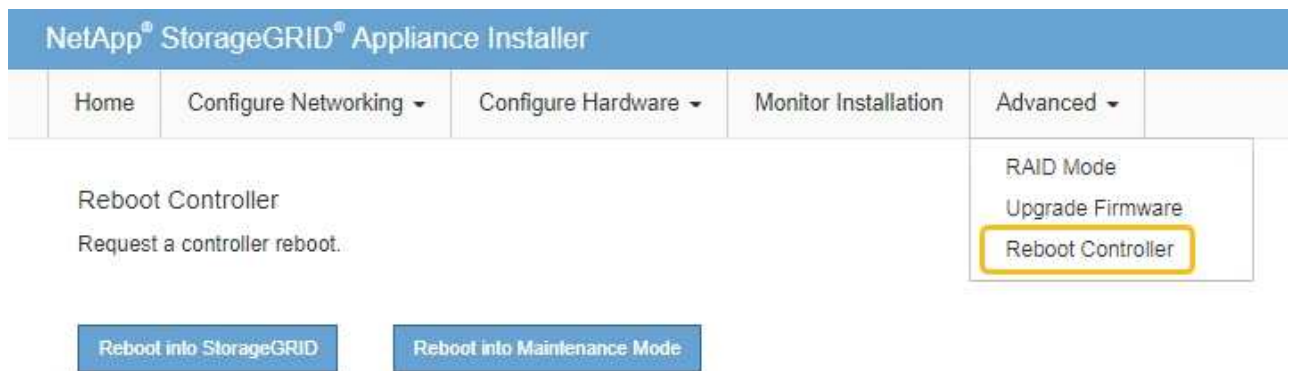 NetApp® StorageGRID® Appliance Installer
Home Configure Networking Configure Hardware Monitor Installation Advanced
RAID Mode
Upgrade Firmware
Reboot Controller
Reboot Controller
Request a controller reboot.
Reboot into StorageGRID Reboot into Maintenance Mode